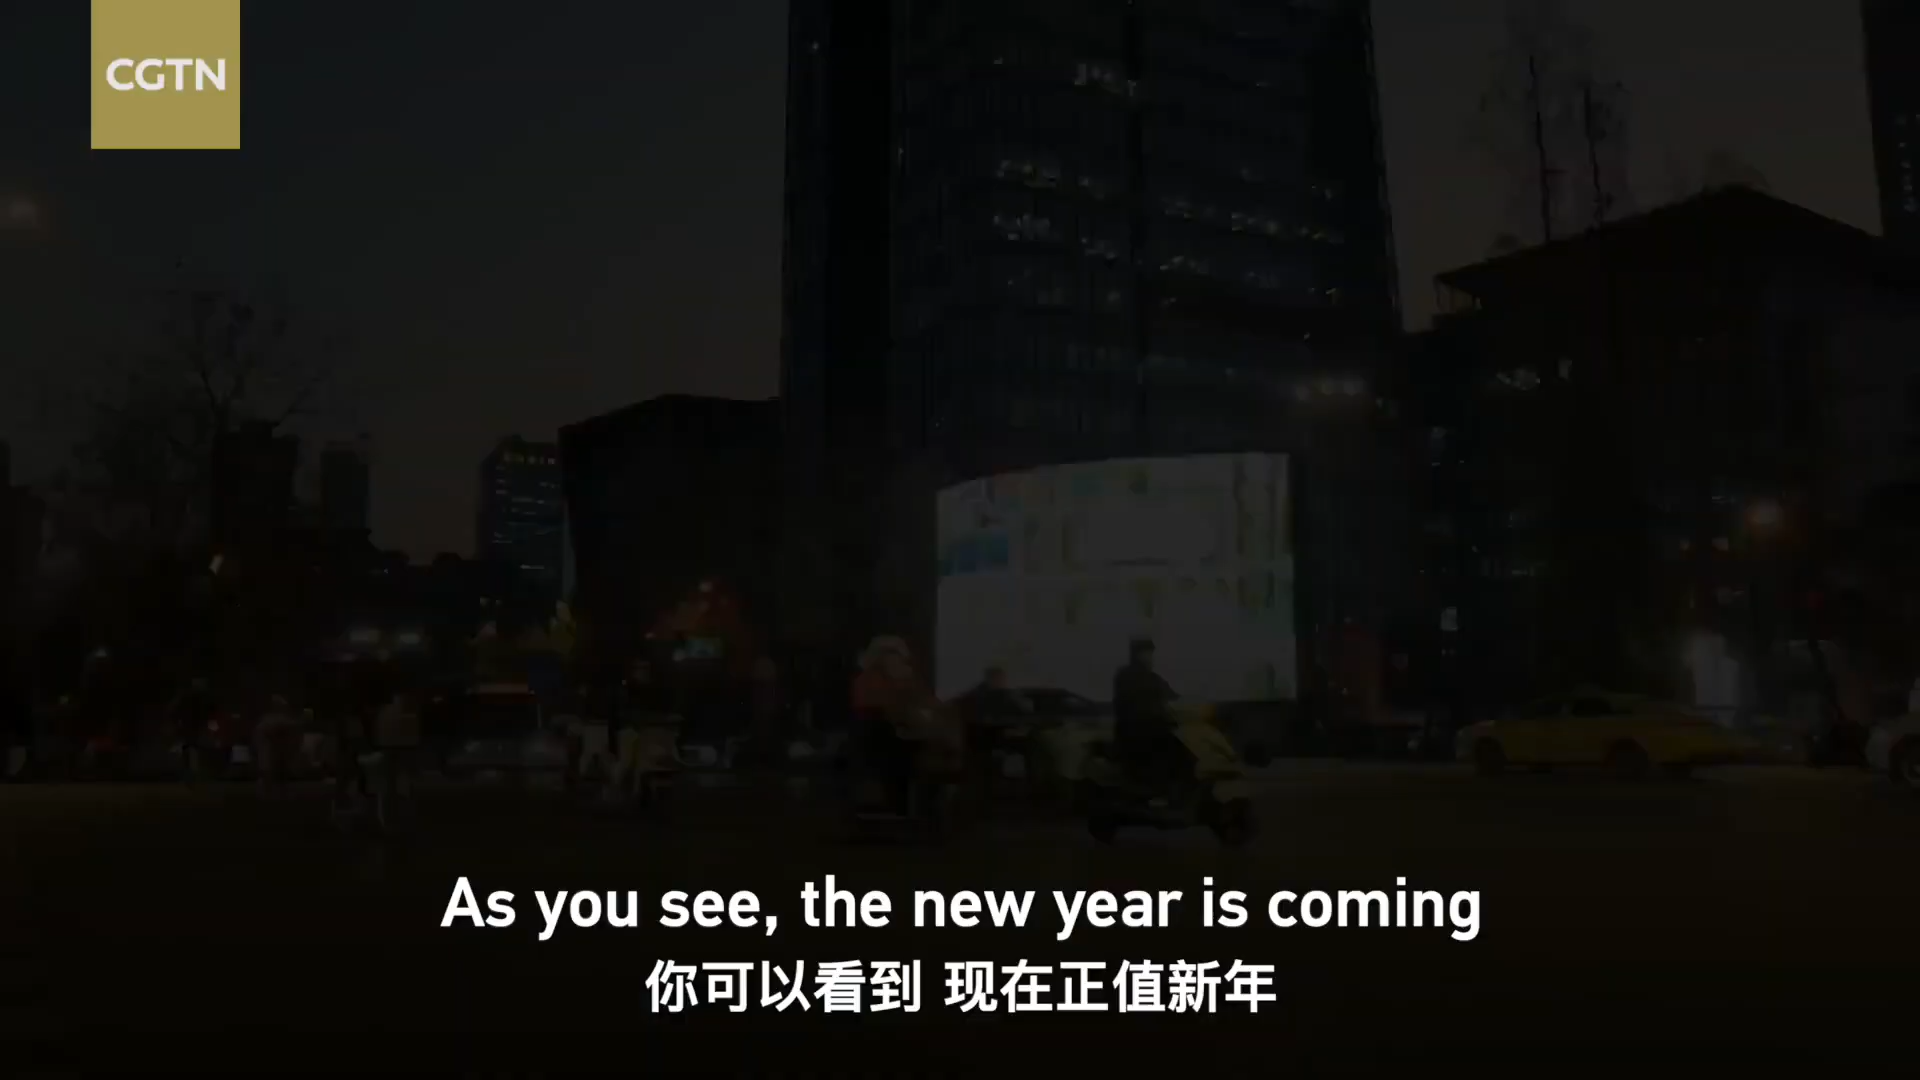 CGTN
As you see, the new year is coming
你可以看到 现在正值新年